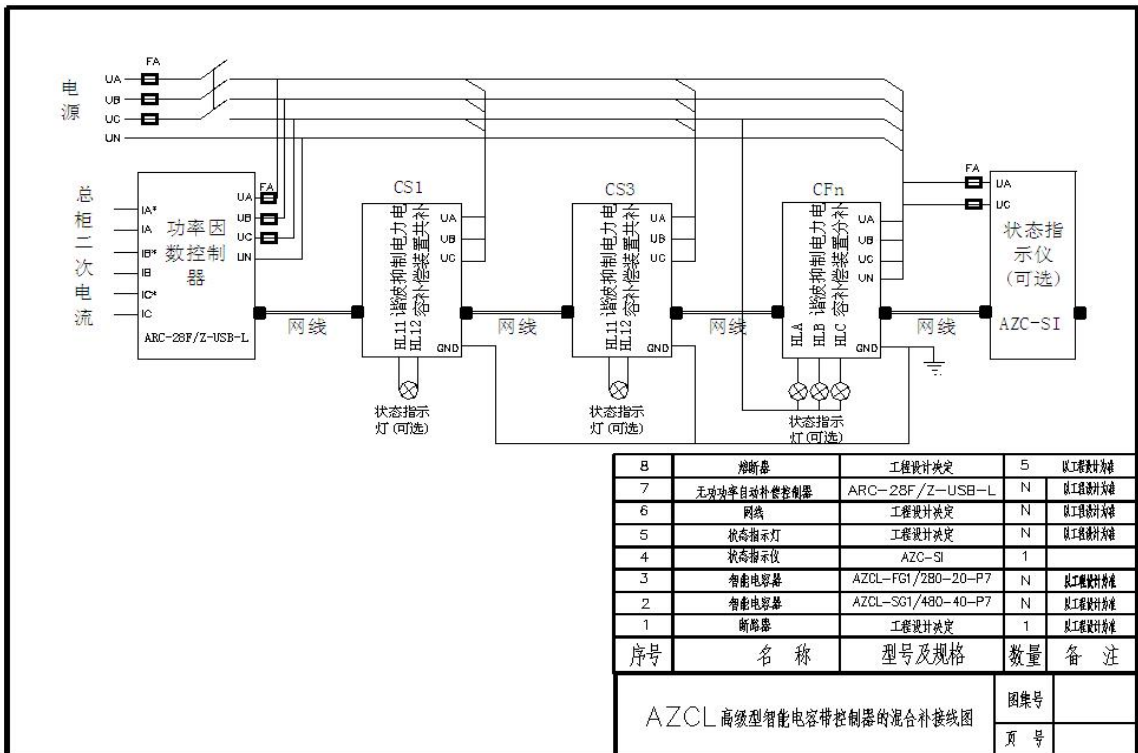 电源
FA
UA
UB
UC
UN
总柜二次电流
IA*
IA
IB*
IB
IC*
IC
功率因数控制器
ARC-28F/Z-USB-L
FA
UA
UB
UC
UN
网线
CS1
谐波抑制电力电容补偿装置共补
UA
UB
UC
HL11
HL12
GND
状态指示
灯(可选)
网线
CS3
谐波抑制电力电容补偿装置共补
UA
UB
UC
HL11
HL12
GND
状态指示
灯(可选)
网线
CFn
谐波抑制电力电容补偿装置分补
UA
UB
UC
UN
HLA
HLB
HLC
GND
状态指示
灯(可选)
网线
FA
UA
UC
状态指
示仪
(可选)
AZC-SI
8 熔断器 工程设计决定 5 以工程设计为准
7 无功功率自动补偿控制器 ARC-28F/Z-USB-L N 以工程设计为准
6 网线 工程设计决定 N 以工程设计为准
5 状态指示灯 工程设计决定 N 以工程设计为准
4 状态指示仪 AZC-SI 1
3 智能电容器 AZCL-FG1/280-20-P7 N 以工程设计为准
2 智能电容器 AZCL-SG1/480-40-P7 N 以工程设计为准
1 断路器 工程设计决定 1 以工程设计为准
序号 名 称 型号及规格 数量 备 注
AZCL高级型智能电容带控制器的混合补接线图
图集号
页 号